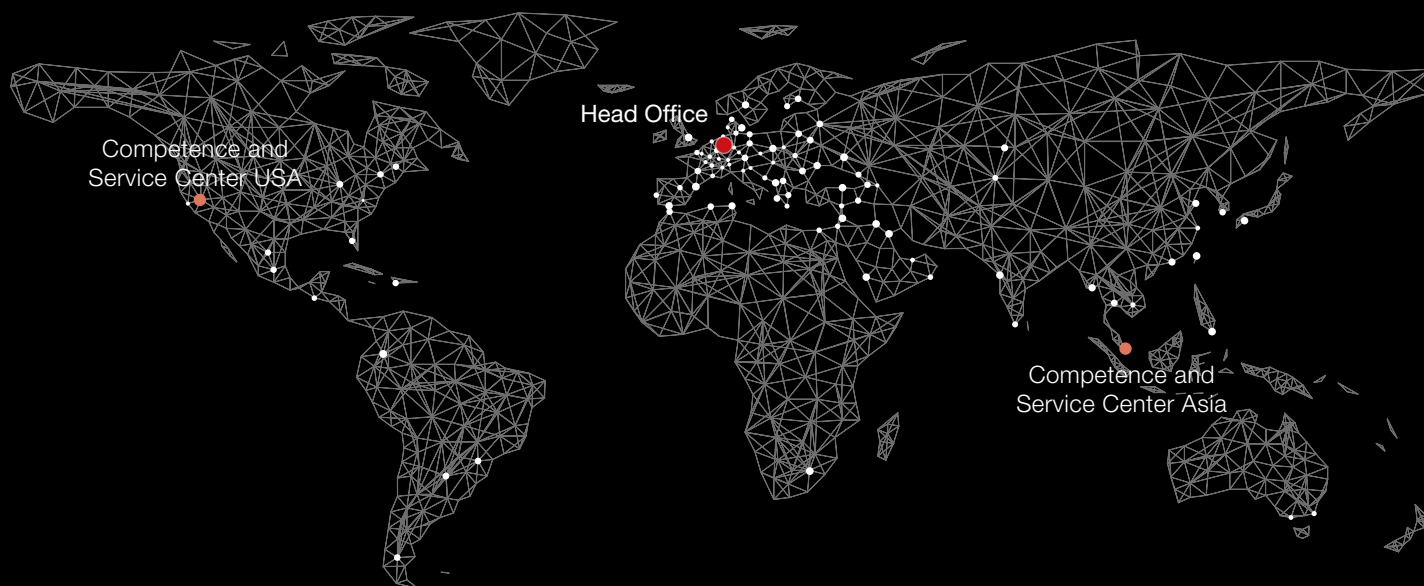 Head Office
Competence and
Service Center USA
Competence and
Service Center Asia